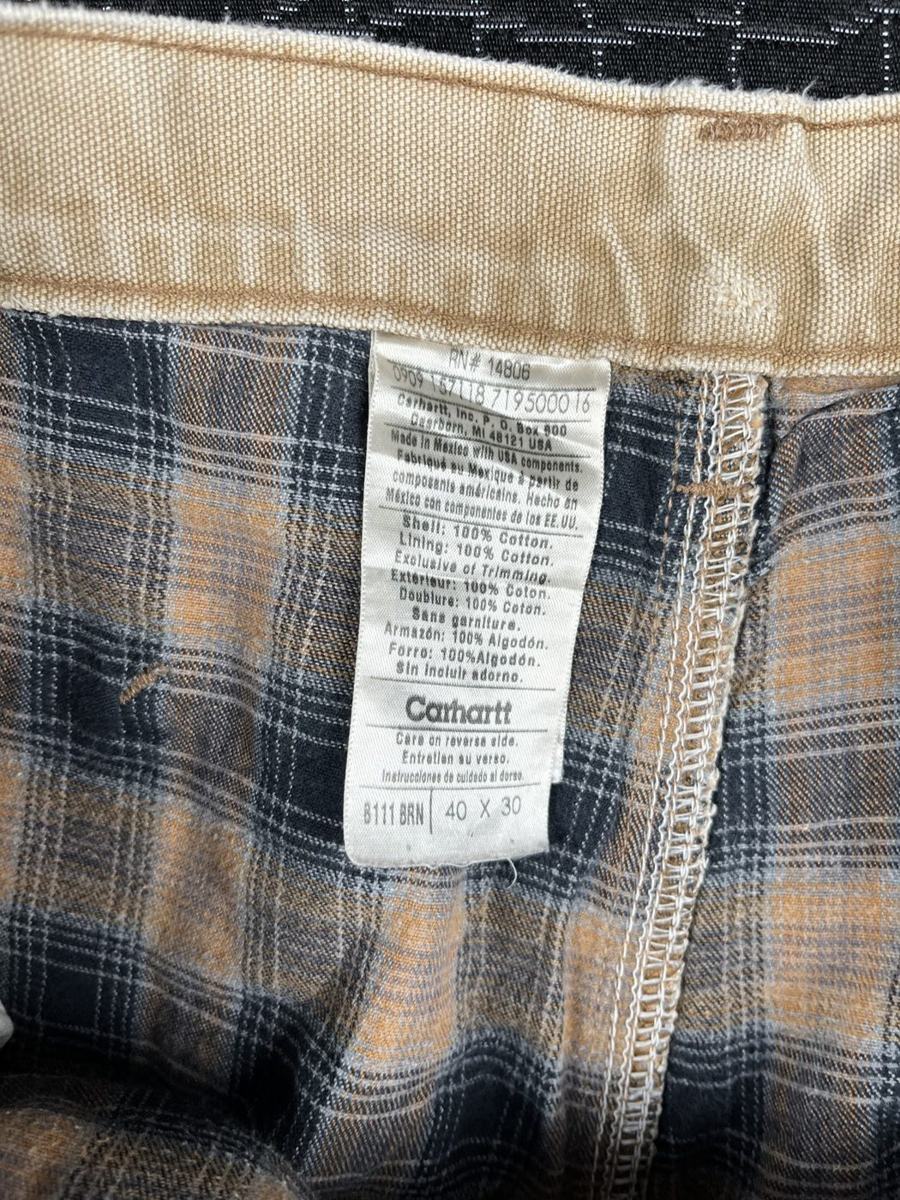 RN# 14806
0909 157118 719500016
Carhartt, Inc. P. O. Box 600
Dearborn, MI 48121 USA
Made in Mexico with USA components.
Fabriqué su Mexique à partir de
composants américains. Hecho en
México con componentes de los EE.UU.
Shell: 100% Cotton.
Lining: 100% Cotton.
Exclusive of Trimming.
Extérieur: 100% Coton.
Doublure: 100% Coton.
Sans garniture.
Armazón: 100% Algodón.
Forro: 100%Algodón.
Sin incluir adorno.
Carhartt
Care on reverse side.
Entretien su verso.
Instrucciones de cuidado al dorso.
B111 BRN 40 X 30